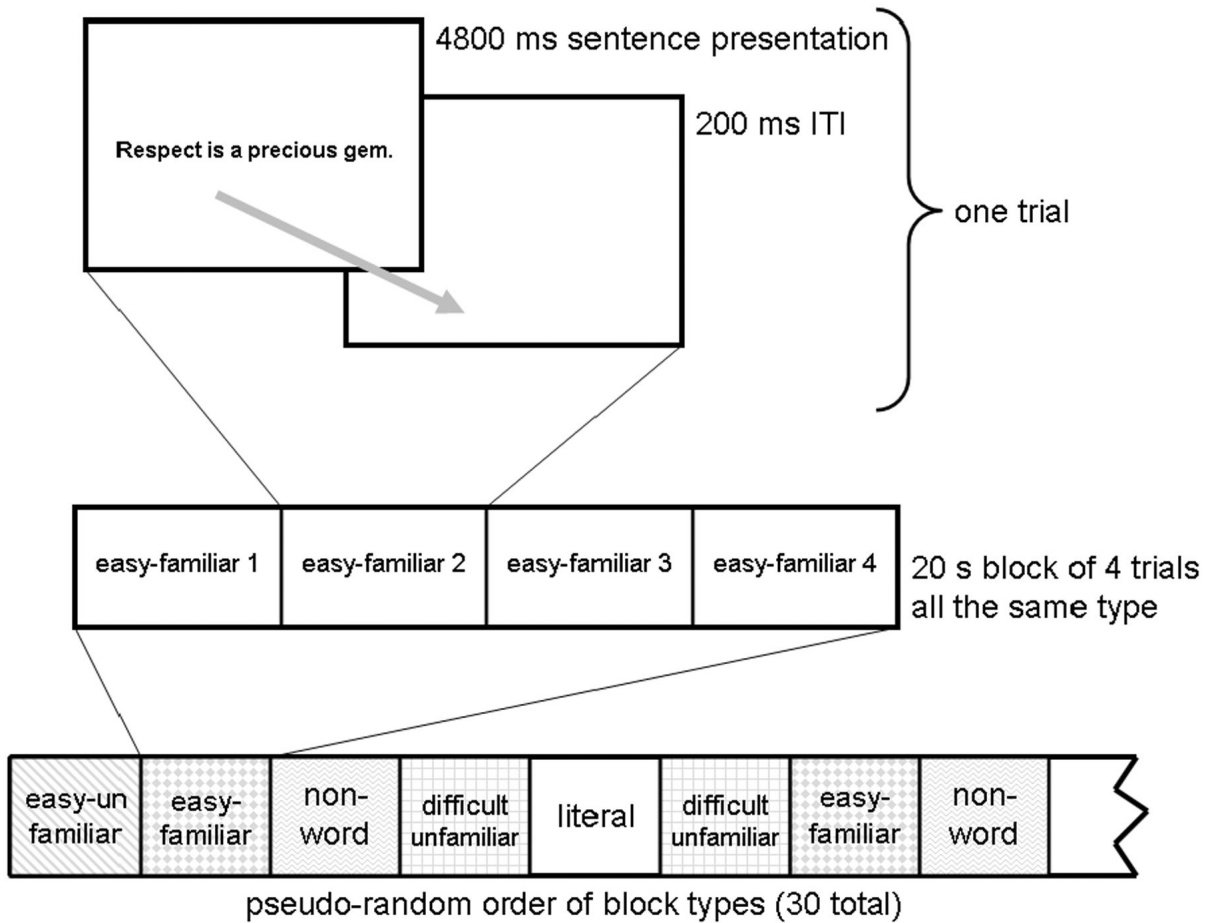 4800 ms sentence presentation
200 ms ITI
Respect is a precious gem.
one trial
easy-familiar 1
easy-familiar 2
easy-familiar 3
easy-familiar 4
20 s block of 4 trials
all the same type
easy-un
familiar
easy-
familiar
non-
word
difficult
unfamiliar
literal
difficult
unfamiliar
easy-
familiar
non-
word
pseudo-random order of block types (30 total)